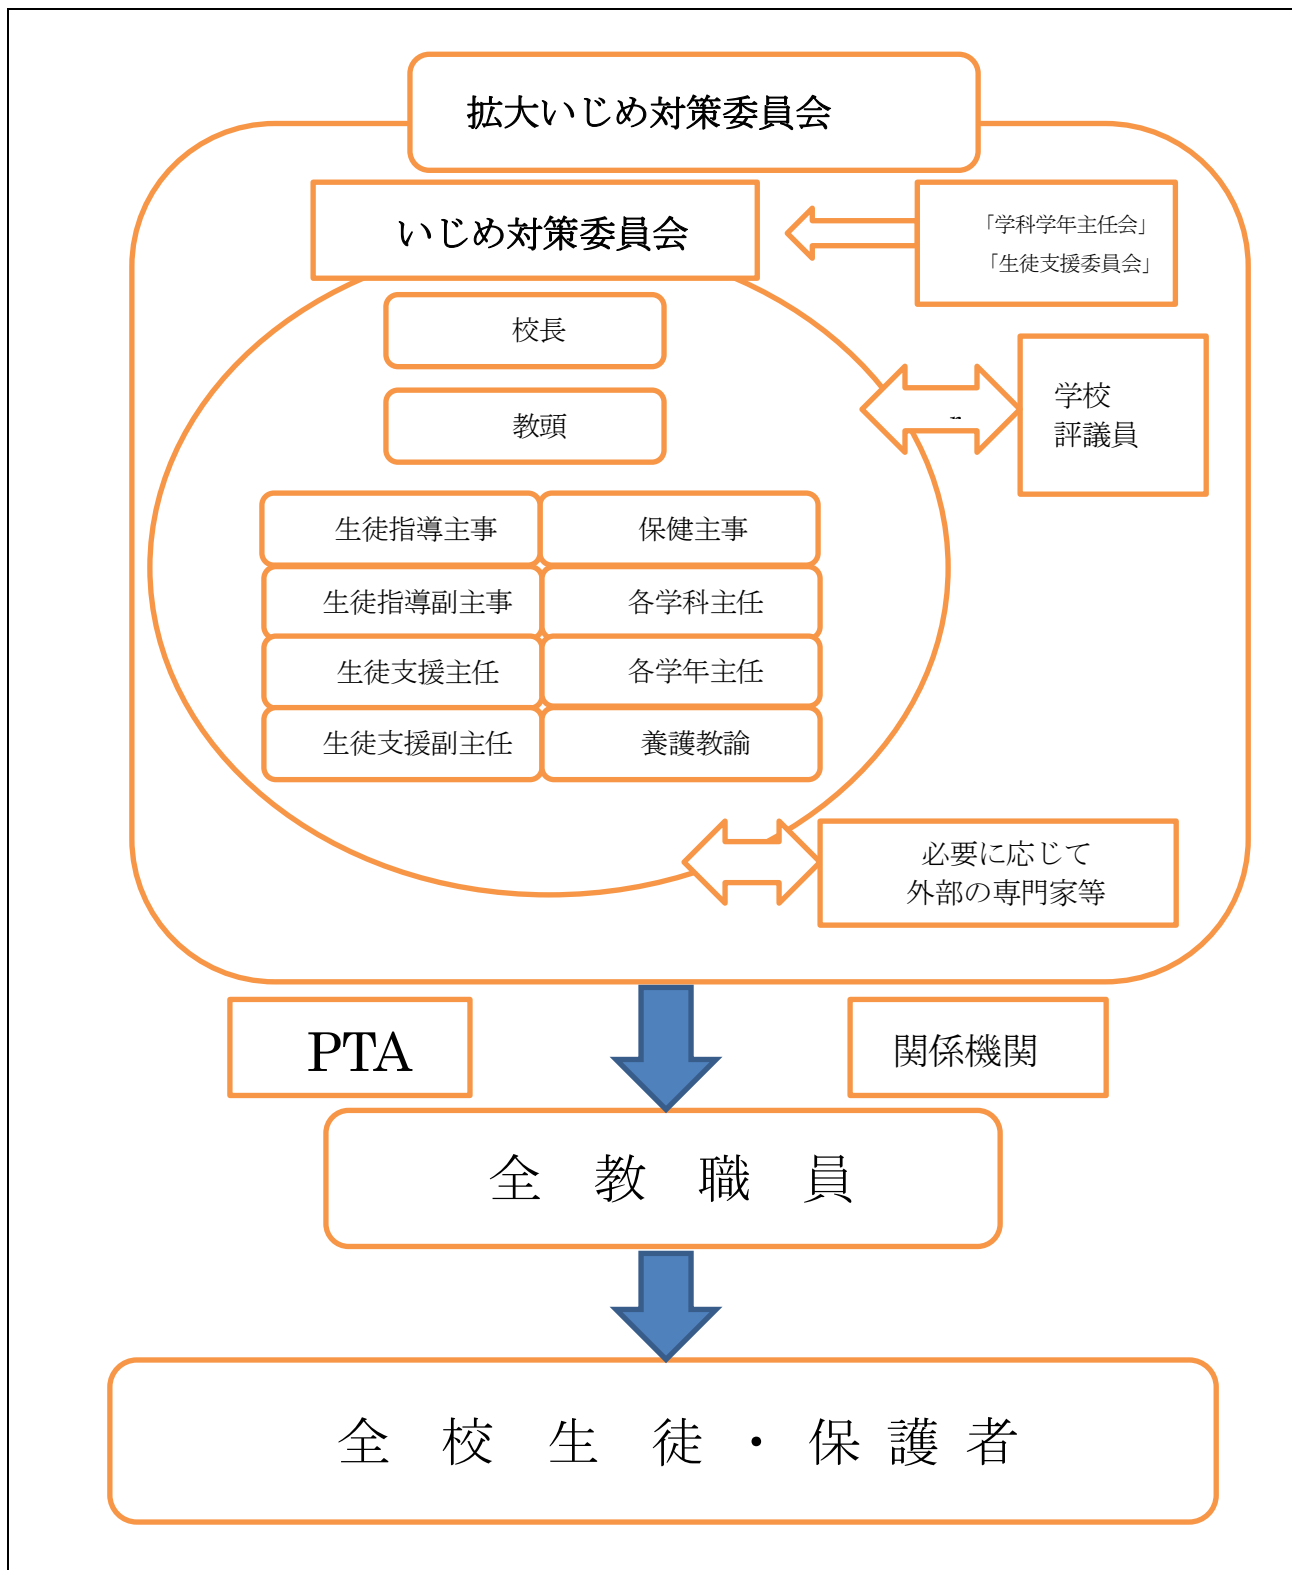 拡大いじめ対策委員会
いじめ対策委員会
「学科学年主任会」
「生徒支援委員会」
校長
教頭
学校
評議員
生徒指導主事
保健主事
生徒指導副主事
各学科主任
生徒支援主任
各学年主任
生徒支援副主任
養護教諭
必要に応じて
外部の専門家等
PTA
関係機関
全 教 職 員
全 校 生 徒 ・ 保 護 者